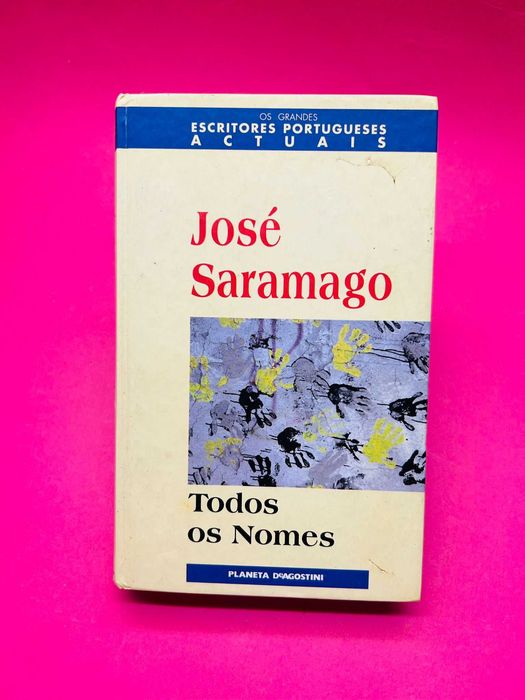 OS GRANDES
ESCRITORES PORTUGUESES
ACTUAIS
José
Saramago
Todos
os Nomes
PLANETA DeAGOSTINI